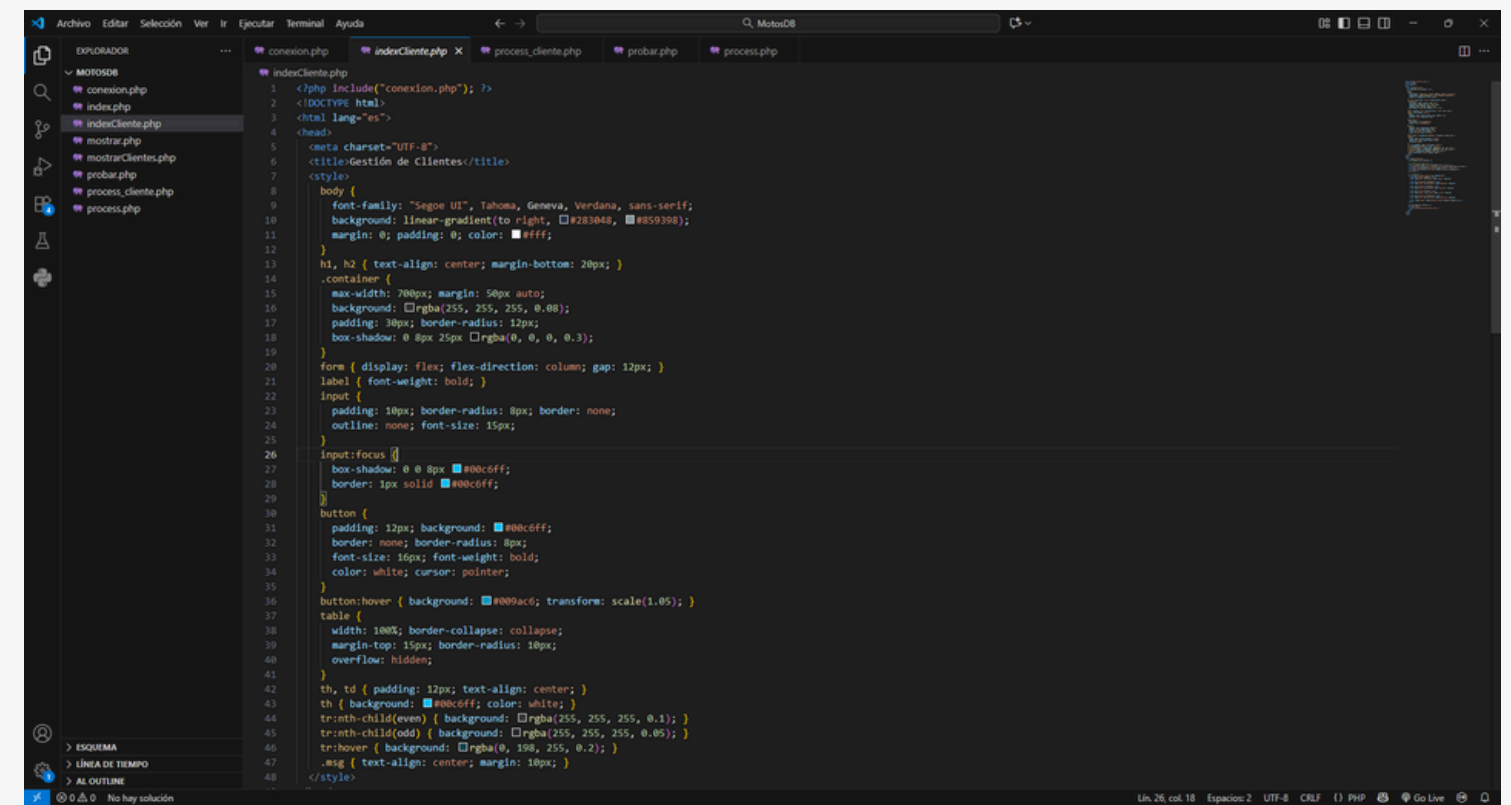 Archivo Editar Selección Ver Ir Ejecutar Terminal Ayuda
MotosDB
EXPLORADOR
MOTOSDB
conexion.php
index.php
indexCliente.php
mostrar.php
mostrarClientes.php
probar.php
process_cliente.php
process.php
ESQUEMA
LÍNEA DE TIEMPO
AL OUTLINE
conexion.php indexCliente.php process_cliente.php probar.php process.php
indexCliente.php
1 <?php include("conexion.php"); ?>
2 <!DOCTYPE html>
3 <html lang="es">
4 <head>
5 <meta charset="UTF-8">
6 <title>Gestión de Clientes</title>
7 <style>
8 body {
9 font-family: "Segoe UI", Tahoma, Geneva, Verdana, sans-serif;
10 background: linear-gradient(to right, #283048, #859398);
11 margin: 0; padding: 0; color: #fff;
12 }
13 h1, h2 { text-align: center; margin-bottom: 20px; }
14 .container {
15 max-width: 700px; margin: 50px auto;
16 background: rgba(255, 255, 255, 0.08);
17 padding: 30px; border-radius: 12px;
18 box-shadow: 0 8px 25px rgba(0, 0, 0, 0.3);
19 }
20 form { display: flex; flex-direction: column; gap: 12px; }
21 label { font-weight: bold; }
22 input {
23 padding: 10px; border-radius: 8px; border: none;
24 outline: none; font-size: 15px;
25 }
26 input:focus {
27 box-shadow: 0 0 8px #00c6ff;
28 border: 1px solid #00c6ff;
29 }
30 button {
31 padding: 12px; background: #00c6ff;
32 border: none; border-radius: 8px;
33 font-size: 16px; font-weight: bold;
34 color: white; cursor: pointer;
35 }
36 button:hover { background: #009ac6; transform: scale(1.05); }
37 table {
38 width: 100%; border-collapse: collapse;
39 margin-top: 15px; border-radius: 10px;
40 overflow: hidden;
41 }
42 th, td { padding: 12px; text-align: center; }
43 th { background: #00c6ff; color: white; }
44 tr:nth-child(even) { background: rgba(255, 255, 255, 0.1); }
45 tr:nth-child(odd) { background: rgba(255, 255, 255, 0.05); }
46 tr:hover { background: rgba(0, 198, 255, 0.2); }
47 .msg { text-align: center; margin: 10px; }
48 </style>
0 0 No hay solución
Lín. 26, col. 18 Espacios: 2 UTF-8 CRLF {} PHP Go Live